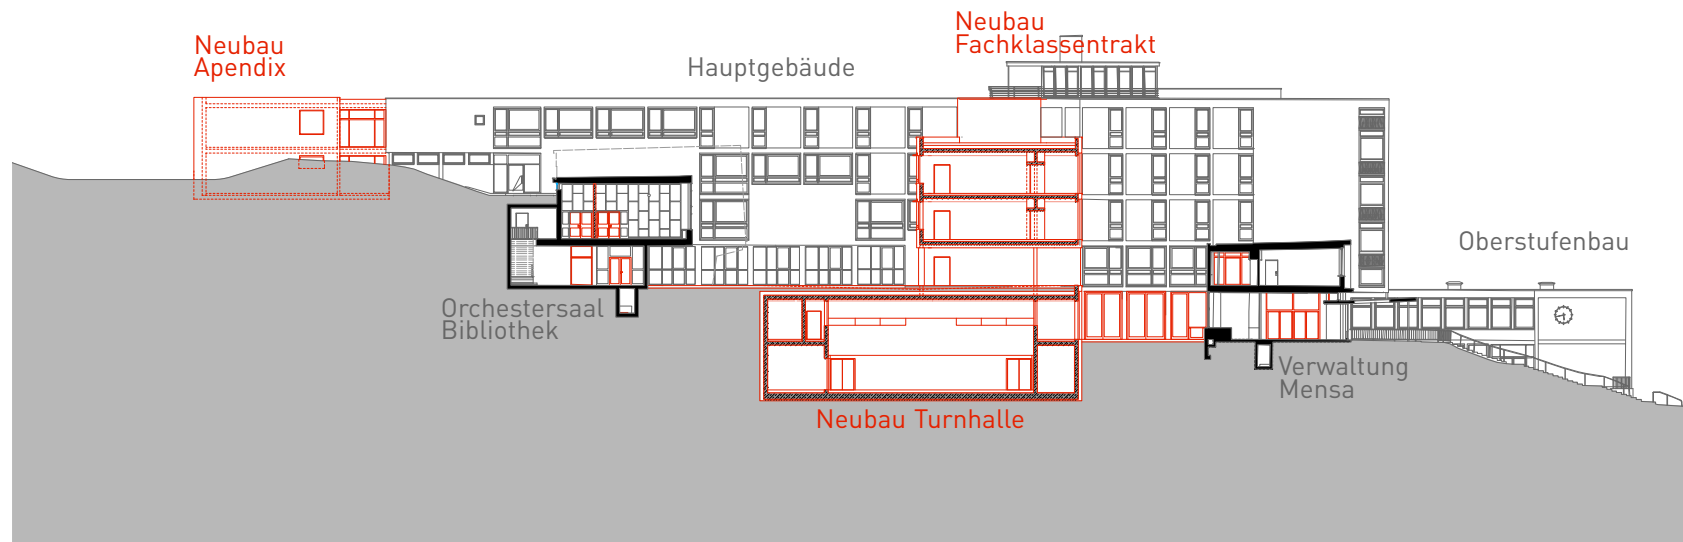 Neubau
Apendix
Hauptgebäude
Neubau
Fachklassentrakt
Oberstufenbau
Orchestersaal
Bibliothek
Verwaltung
Mensa
Neubau Turnhalle